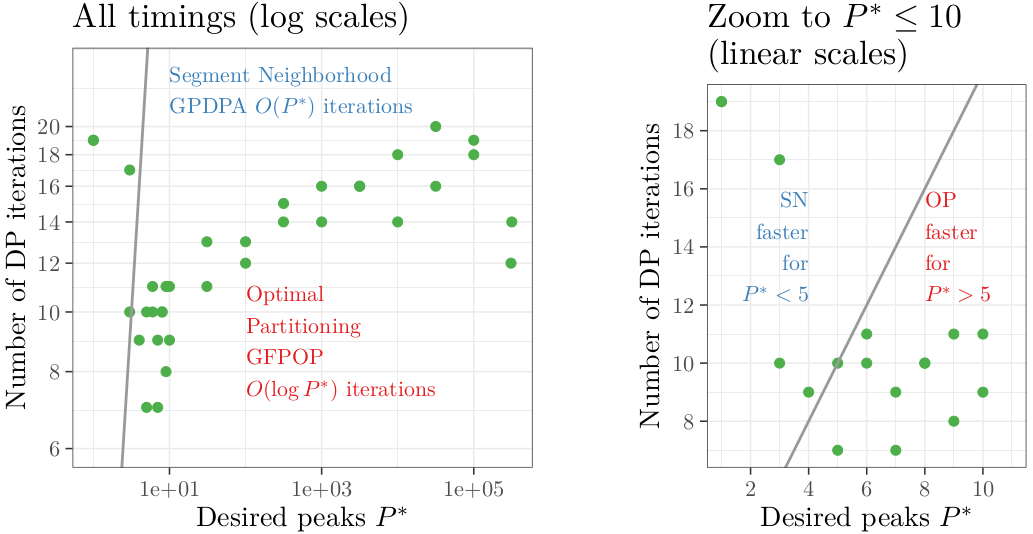 All timings (log scales)
Number of DP iterations
20
18
16
14
12
10
8
6
Segment Neighborhood
GPDPA O(P*) iterations
Optimal
Partitioning
GFPOP
O(log P*) iterations
1e+01 1e+03 1e+05
Desired peaks P*
Zoom to P* ≤ 10
(linear scales)
Number of DP iterations
18
16
14
12
10
8
SN
faster
for
P* < 5
OP
faster
for
P* > 5
2 4 6 8 10
Desired peaks P*